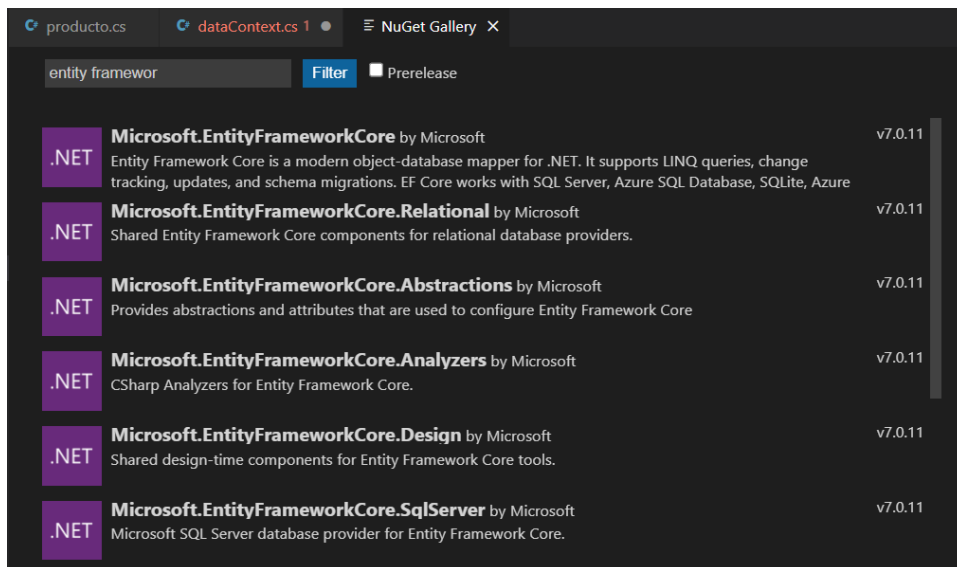 producto.cs
dataContext.cs 1
NuGet Gallery
entity framewor
Filter
Prerelease
.NET
Microsoft.EntityFrameworkCore by Microsoft
v7.0.11
Entity Framework Core is a modern object-database mapper for .NET. It supports LINQ queries, change
tracking, updates, and schema migrations. EF Core works with SQL Server, Azure SQL Database, SQLite, Azure
.NET
Microsoft.EntityFrameworkCore.Relational by Microsoft
v7.0.11
Shared Entity Framework Core components for relational database providers.
.NET
Microsoft.EntityFrameworkCore.Abstractions by Microsoft
v7.0.11
Provides abstractions and attributes that are used to configure Entity Framework Core
.NET
Microsoft.EntityFrameworkCore.Analyzers by Microsoft
v7.0.11
CSharp Analyzers for Entity Framework Core.
.NET
Microsoft.EntityFrameworkCore.Design by Microsoft
v7.0.11
Shared design-time components for Entity Framework Core tools.
.NET
Microsoft.EntityFrameworkCore.SqlServer by Microsoft
v7.0.11
Microsoft SQL Server database provider for Entity Framework Core.